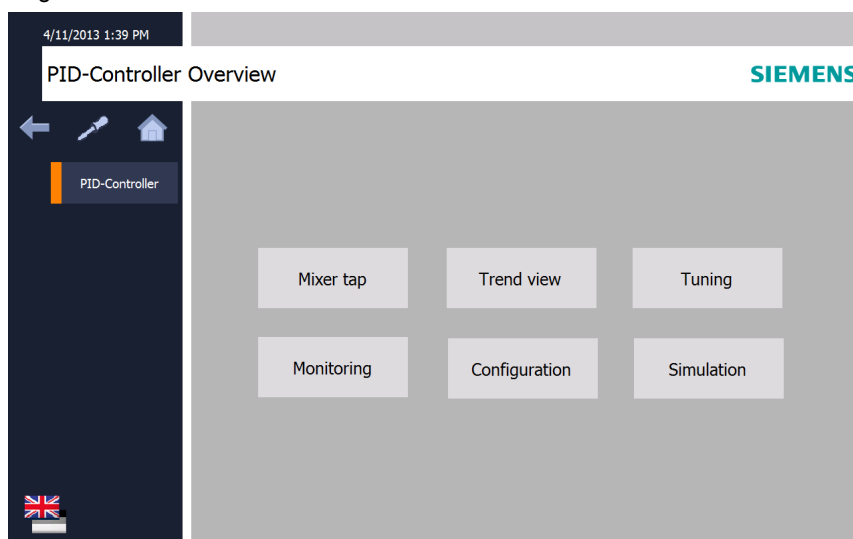 4/11/2013 1:39 PM
PID-Controller Overview
SIEMENS
PID-Controller
Mixer tap
Trend view
Tuning
Monitoring
Configuration
Simulation